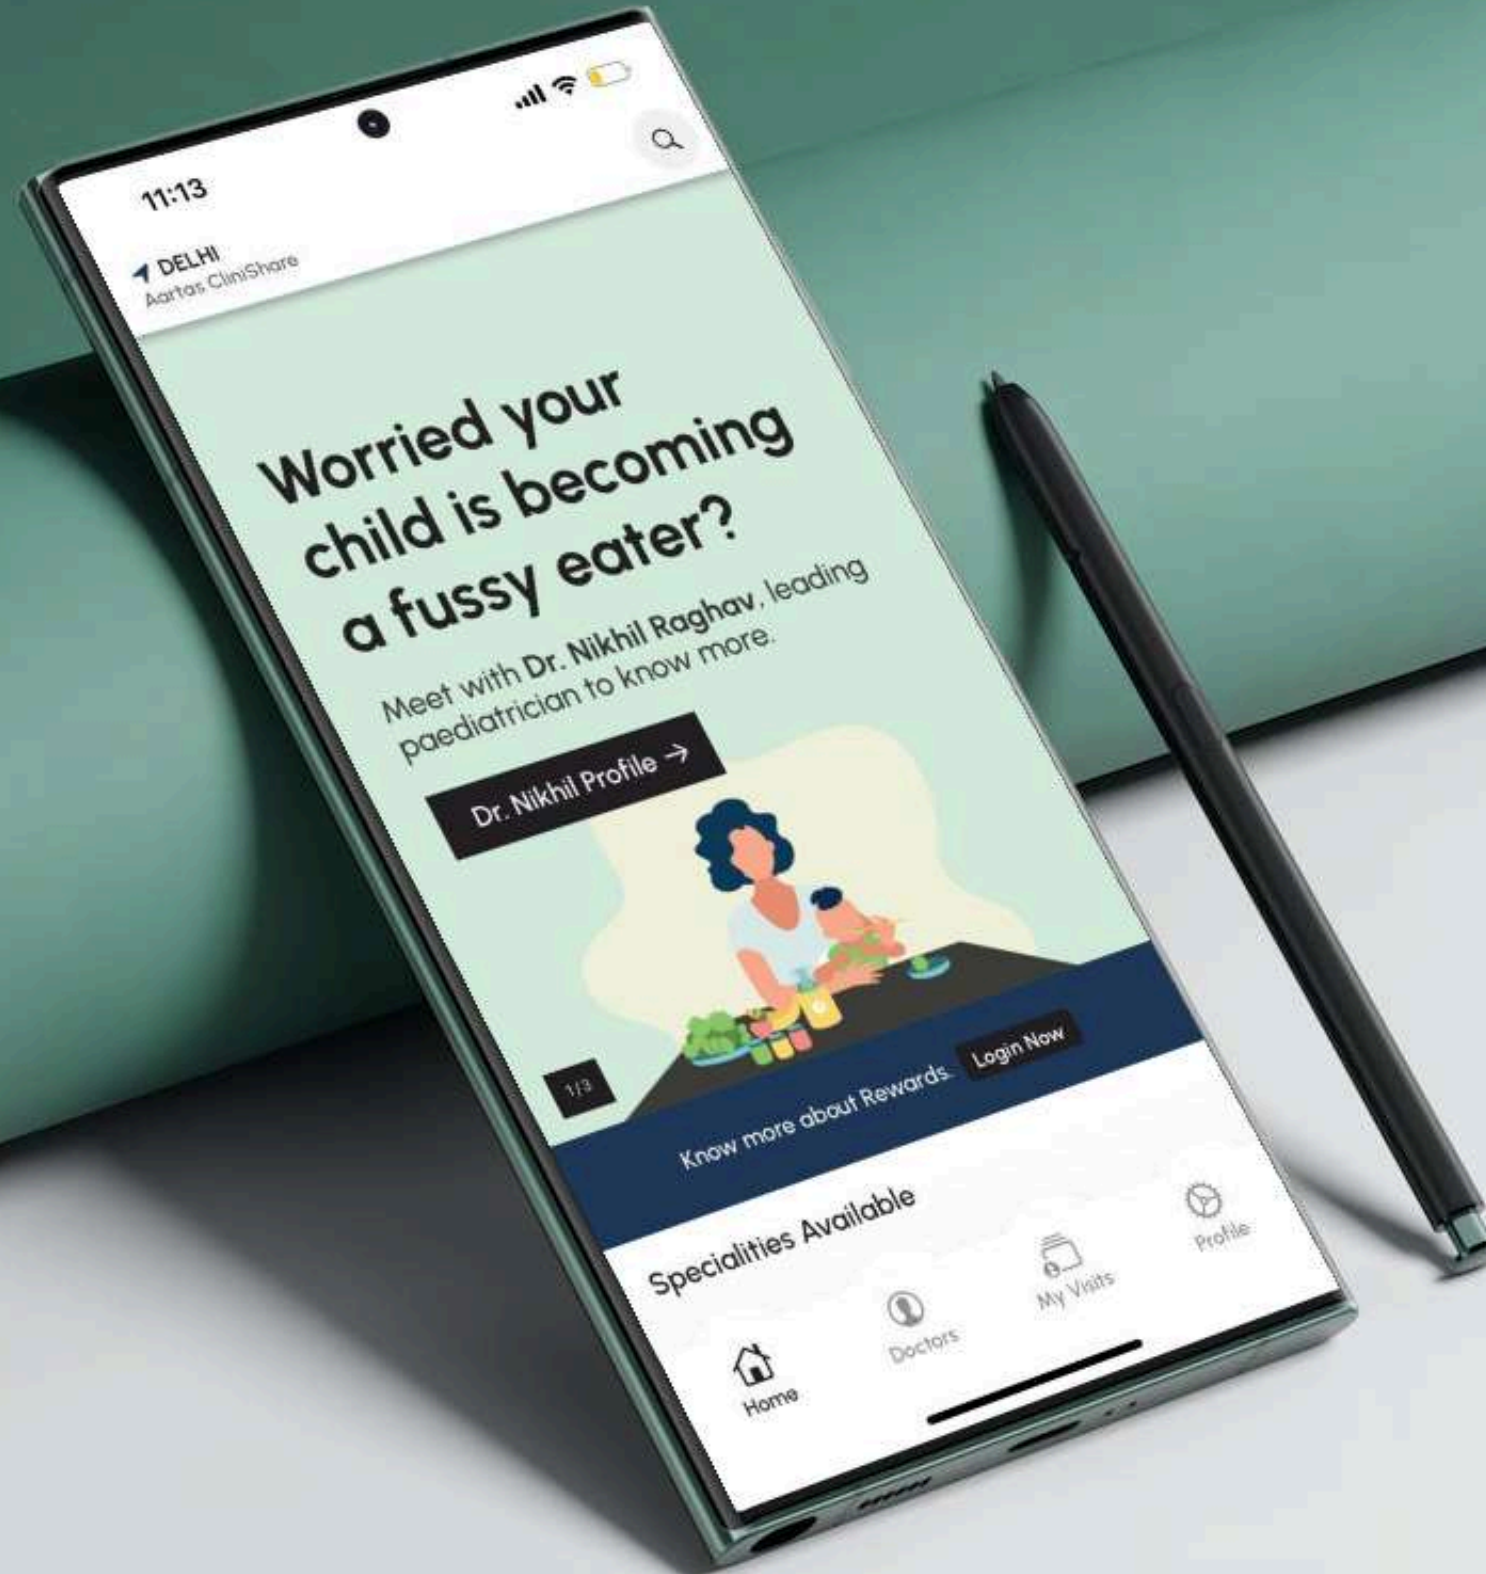 11:13
DELHI
Aartas CliniShare
Worried your
child is becoming
a fussy eater?
Meet with Dr. Nikhil Raghav, leading
paediatrician to know more.
Dr. Nikhil Profile →
1/3
Know more about Rewards. Login Now
Specialities Available
Home
Doctors
My Visits
Profile